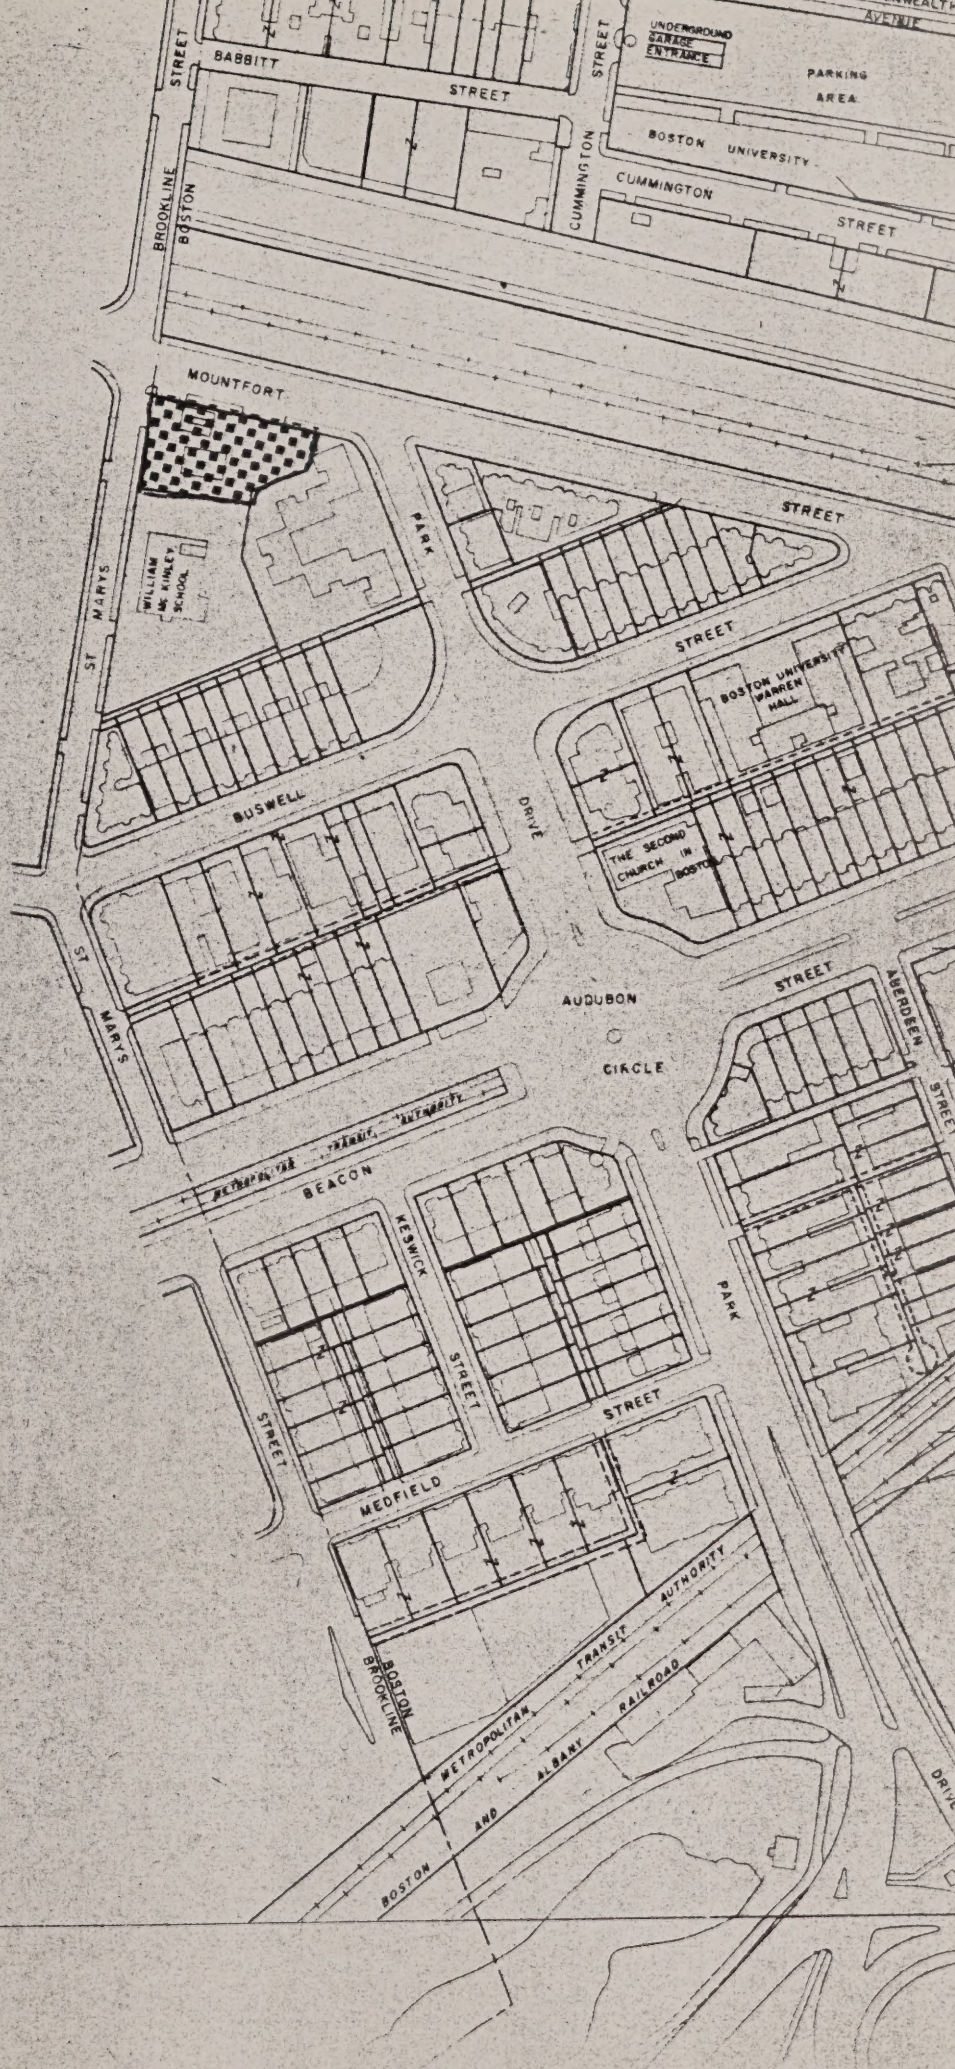 NWEALTH
AVENUE
UNDERGROUND
GARAGE
ENTRANCE
PARKING
AREA
STREET
STREET
BABBITT
STREET
BOSTON UNIVERSITY
CUMMINGTON
CUMMINGTON
STREET
BROOKLINE
BOSTON
MOUNTFORT
STREET
PARK
WILLIAM
McKINLEY
SCHOOL
ST MARYS
STREET
BOSTON UNIVERSITY
WARREN
HALL
BUSWELL
DRIVE
THE SECOND
CHURCH IN
BOSTON
ST MARYS
AUDUBON
CIRCLE
STREET
ABERDEEN
STREET
METROPOLITAN TRANSIT AUTHORITY
BEACON
KESWICK
STREET
PARK
STREET
MEDFIELD
STREET
BOSTON
BROOKLINE
METROPOLITAN TRANSIT AUTHORITY
BOSTON AND ALBANY RAILROAD
DRIVE